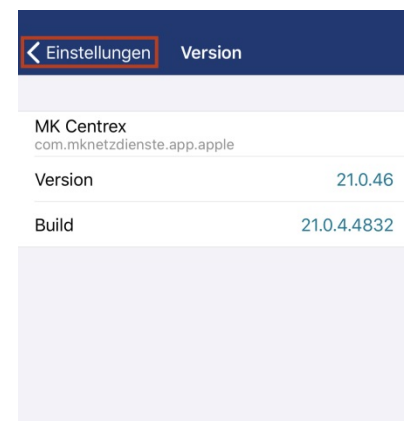 Einstellungen Version
MK Centrex
com.mknetzdienste.app.apple
Version 21.0.46
Build 21.0.4.4832